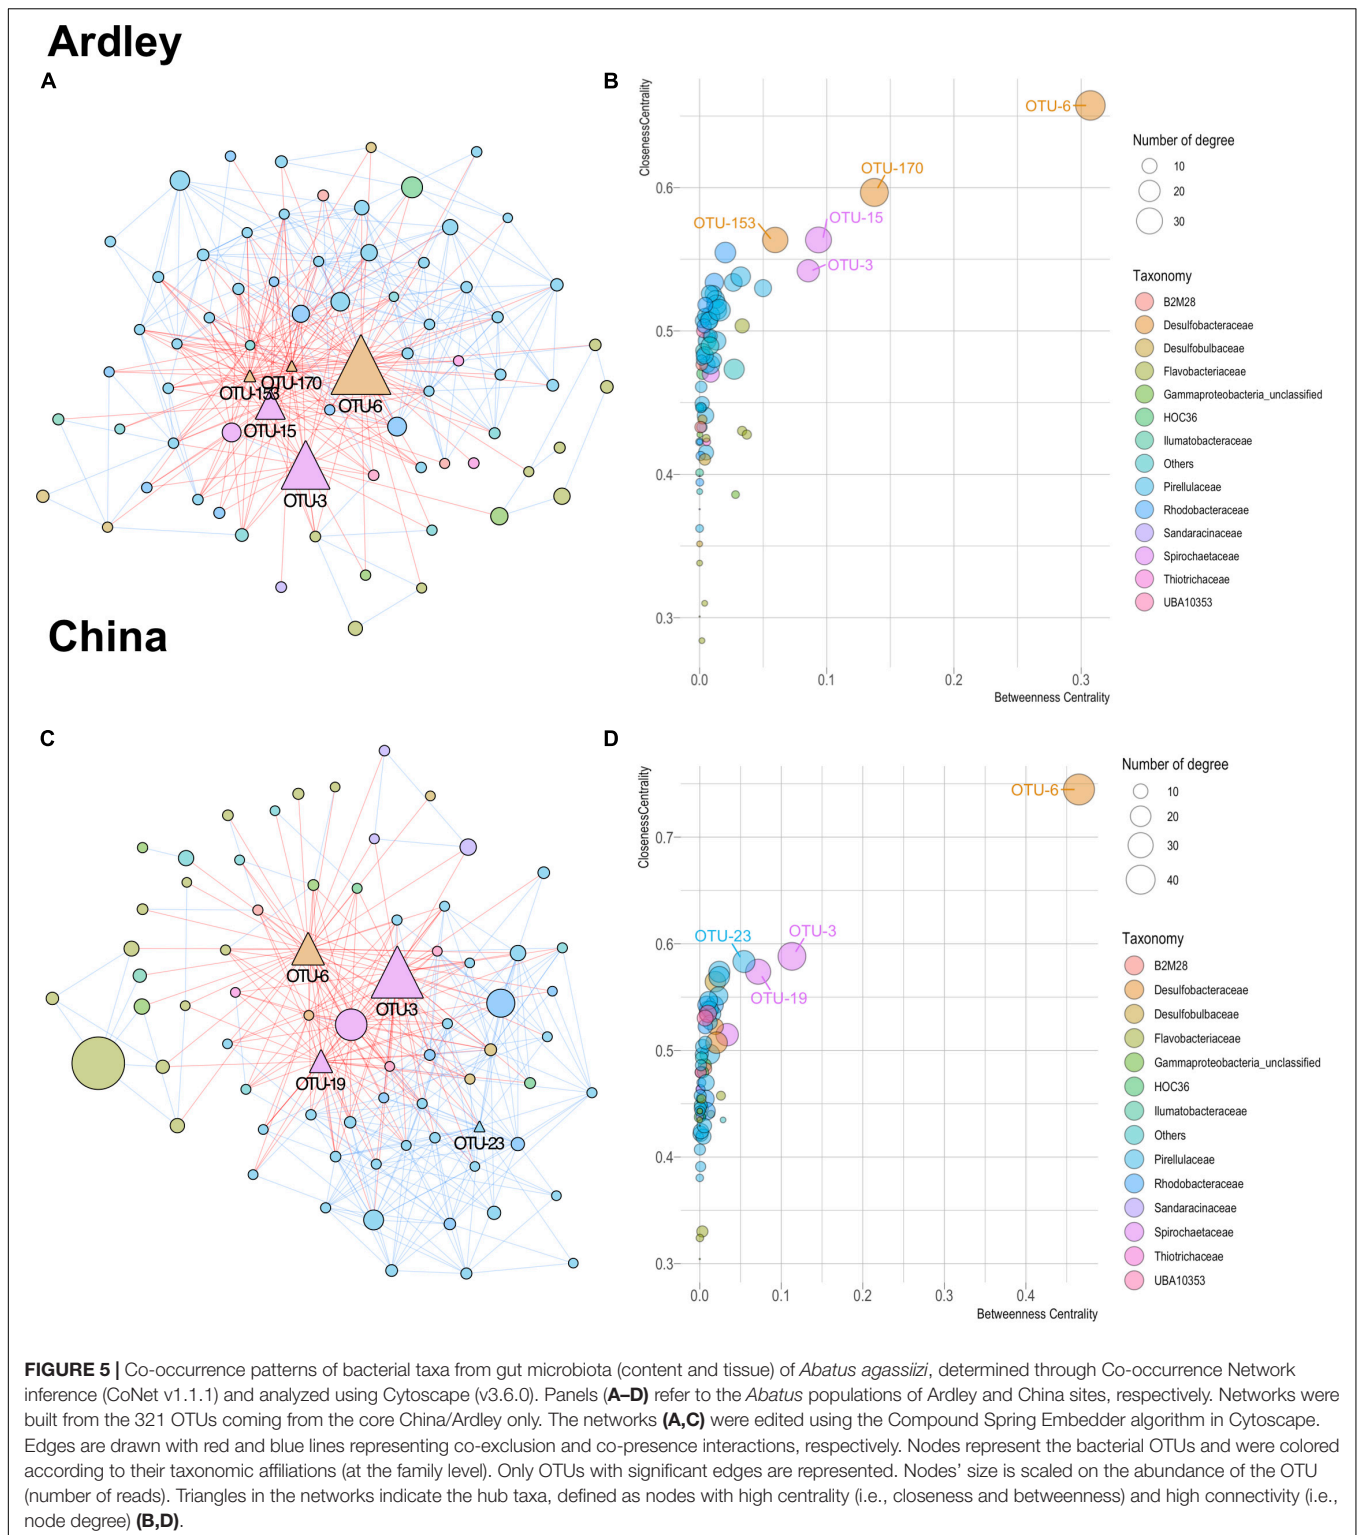 Ardley
A
B
ClosenessCentrality
0.6
0.5
0.4
0.3
0.0
0.1
0.2
0.3
Betweenness Centrality
OTU-6
OTU-170
OTU-153
OTU-15
OTU-3
OTU-170
OTU-153
OTU-6
OTU-15
OTU-3
Number of degree
10
20
30
Taxonomy
B2M28
Desulfobacteraceae
Desulfobulbaceae
Flavobacteriaceae
Gammaproteobacteria_unclassified
HOC36
Ilumatobacteraceae
Others
Pirellulaceae
Rhodobacteraceae
Sandaracinaceae
Spirochaetaceae
Thiotrichaceae
UBA10353
China
C
D
OTU-6
OTU-3
OTU-19
OTU-23
ClosenessCentrality
0.7
0.6
0.5
0.4
0.3
0.0
0.1
0.2
0.3
0.4
Betweenness Centrality
OTU-6
OTU-23
OTU-3
OTU-19
Number of degree
10
20
30
40
Taxonomy
B2M28
Desulfobacteraceae
Desulfobulbaceae
Flavobacteriaceae
Gammaproteobacteria_unclassified
HOC36
Ilumatobacteraceae
Others
Pirellulaceae
Rhodobacteraceae
Sandaracinaceae
Spirochaetaceae
Thiotrichaceae
UBA10353
FIGURE 5 | Co-occurrence patterns of bacterial taxa from gut microbiota (content and tissue) of Abatus agassiizi, determined through Co-occurrence Network
inference (CoNet v1.1.1) and analyzed using Cytoscape (v3.6.0). Panels (A–D) refer to the Abatus populations of Ardley and China sites, respectively. Networks were
built from the 321 OTUs coming from the core China/Ardley only. The networks (A,C) were edited using the Compound Spring Embedder algorithm in Cytoscape.
Edges are drawn with red and blue lines representing co-exclusion and co-presence interactions, respectively. Nodes represent the bacterial OTUs and were colored
according to their taxonomic affiliations (at the family level). Only OTUs with significant edges are represented. Nodes' size is scaled on the abundance of the OTU
(number of reads). Triangles in the networks indicate the hub taxa, defined as nodes with high centrality (i.e., closeness and betweenness) and high connectivity (i.e.,
node degree) (B,D).